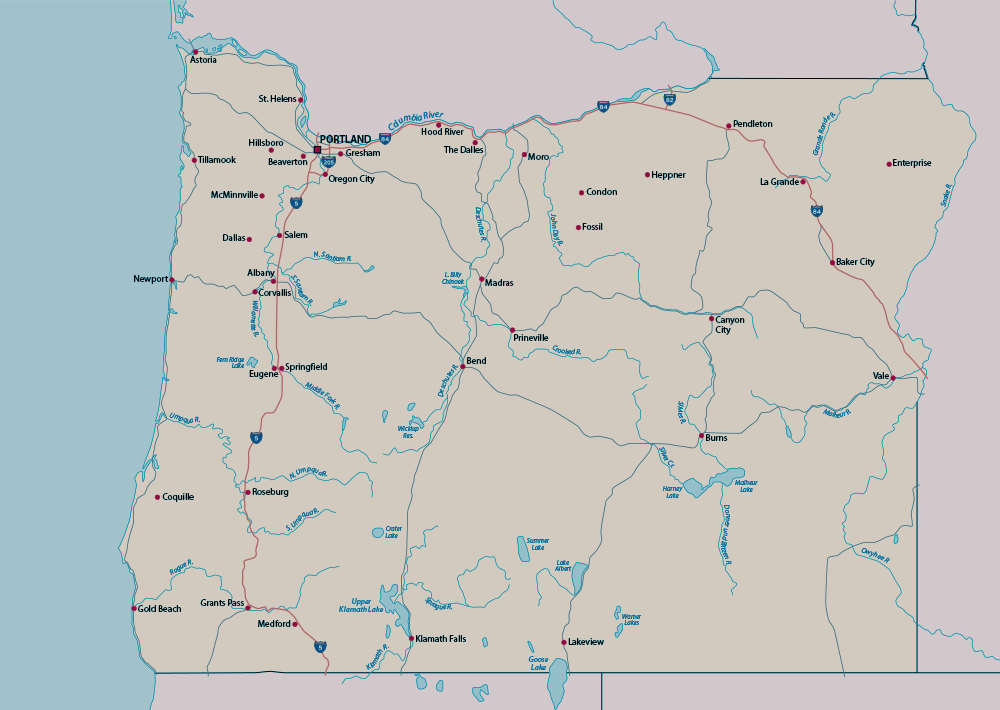 Astoria
St. Helens
84
82
Columbia River
PORTLAND
84
Hood River
The Dalles
Pendleton
Grande Ronde R.
Hillsboro
Beaverton
205
Gresham
Moro
Tillamook
Enterprise
Oregon City
Heppner
La Grande
Snake R.
McMinnville
5
Condon
84
Deschutes R.
John Day R.
Dallas
Salem
Fossil
N. Santiam R.
Baker City
Newport
Albany
S. Santiam R.
L. Billy
Chinook
Madras
Corvallis
Willamette R.
Canyon
City
Prineville
Crooked R.
Fern Ridge
Lake
Eugene
Springfield
Bend
Vale
Middle Fork R.
Deschutes R.
Umpqua R.
Wickiup
Res.
Silvies R.
Malheur R.
5
Burns
Silver Cr.
N. Umpqua R.
Coquille
Roseburg
Harney
Lake
Malheur
Lake
S. Umpqua R.
Crater
Lake
Donner und Blitzen R.
Summer
Lake
Owyhee R.
Rogue R.
Lake
Albert
Gold Beach
Grants Pass
Upper
Klamath Lake
Sprague R.
Medford
Warner
Lakes
5
Klamath R.
Klamath Falls
Lakeview
Goose
Lake